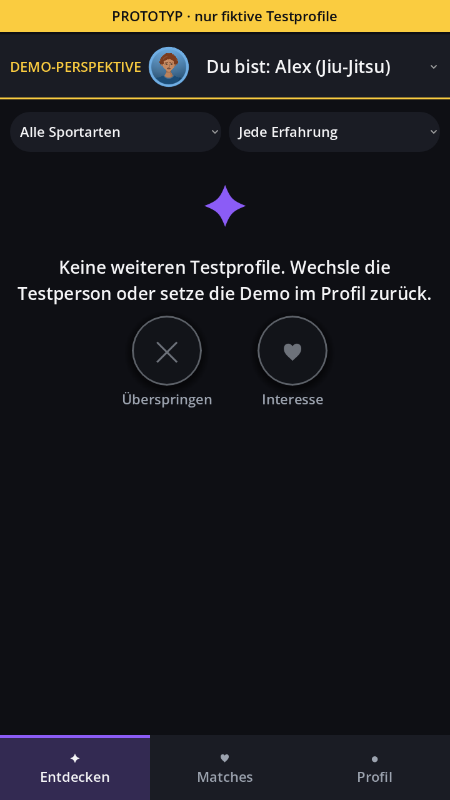 PROTOTYP · nur fiktive Testprofile
DEMO-PERSPEKTIVE
Du bist: Alex (Jiu-Jitsu)
Alle Sportarten
Jede Erfahrung
Keine weiteren Testprofile. Wechsle die
Testperson oder setze die Demo im Profil zurück.
Überspringen
Interesse
Entdecken
Matches
Profil